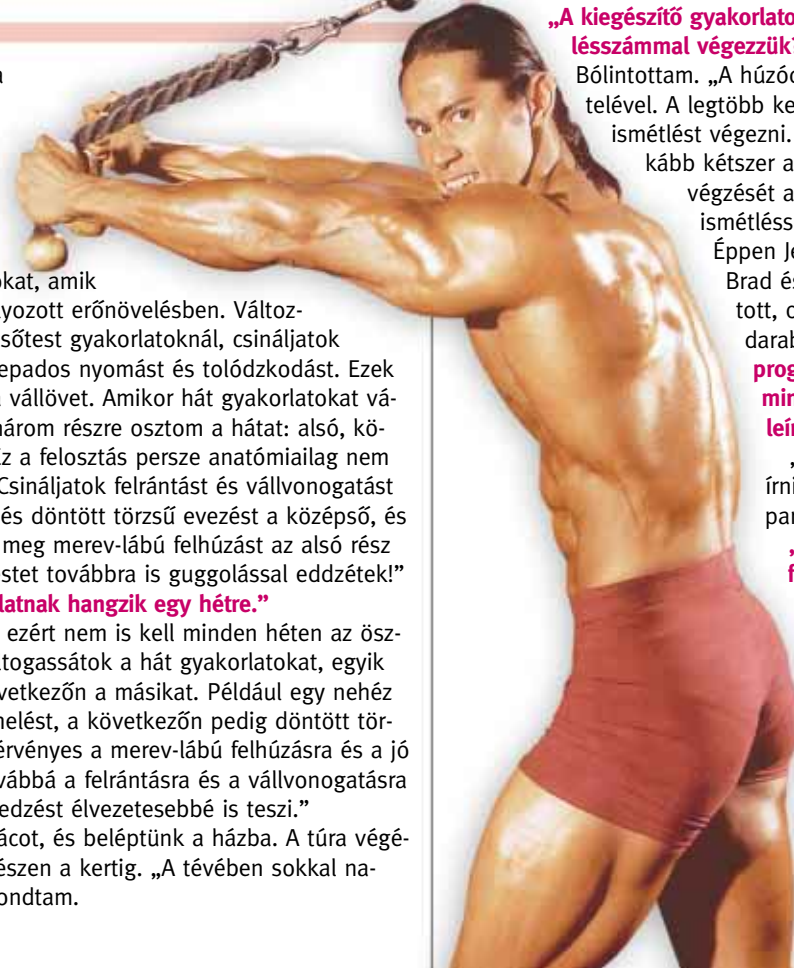 a
okat, amik
lyozott erőnövelésben. Változ-
sőtest gyakorlatoknál, csináljatok
epados nyomást és tolódzkodást. Ezek
vállövet. Amikor hát gyakorlatokat vá-
három részre osztom a hátat: alsó, kö-
z a felosztás persze anatómiailag nem
Csináljatok felrántást és vállvonogatást
és döntött törzsű evezést a középső, és
meg merev-lábú felhúzást az alsó rész
estet továbbra is guggolással eddzétek!”
latnak hangzik egy hétre.”
ezért nem is kell minden héten az ösz-
ltogassátok a hát gyakorlatokat, egyik
vetkezőn a másikat. Például egy nehéz
melést, a következőn pedig döntött tör-
érvényes a merev-lábú felhúzásra és a jó
vábbá a felrántásra és a vállvonogatásra
edzést élvezetesebbé is teszi.”
ácot, és beléptünk a házba. A túra végé-
észen a kertig. „A tévében sokkal na-
ondtam.
„A kiegészítő gyakorlato
lésszámmal végezzük?
Bólintottam. „A húzód
telével. A legtöbb ke
ismétlést végezni.
kább kétszer a
végzését a
ismétléss
Éppen Je
Brad és
tott, o
darab
prog
min
leír
„
írni
par
„
f